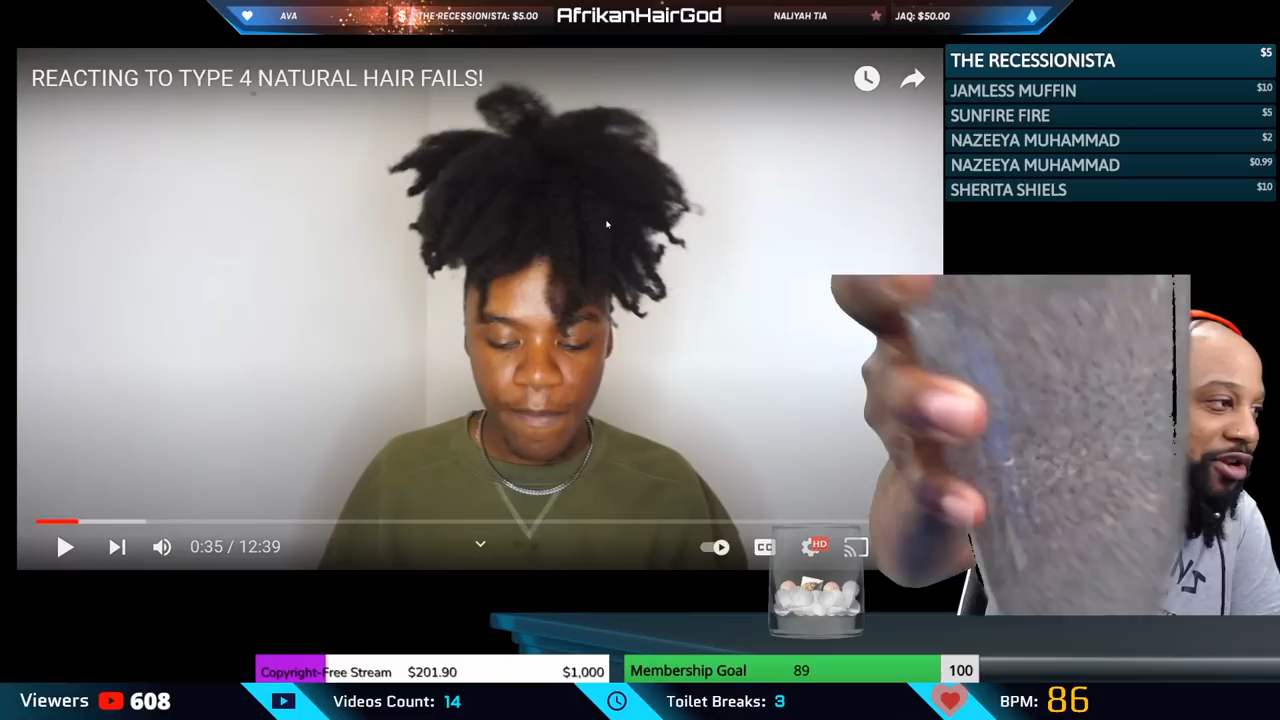 AVA
$ THE RECESSIONISTA: $5.00
AfrikanHairGod
NALIYAH TIA
JAQ: $50.00
REACTING TO TYPE 4 NATURAL HAIR FAILS!
THE RECESSIONISTA $5
JAMLESS MUFFIN $10
SUNFIRE FIRE $5
NAZEEYA MUHAMMAD $2
NAZEEYA MUHAMMAD $0.99
SHERITA SHIELS $10
0:35 / 12:39
CC
HD
Copyright-Free Stream $201.90 $1,000
Membership Goal 89 100
Viewers 608
Videos Count: 14
Toilet Breaks: 3
BPM: 86